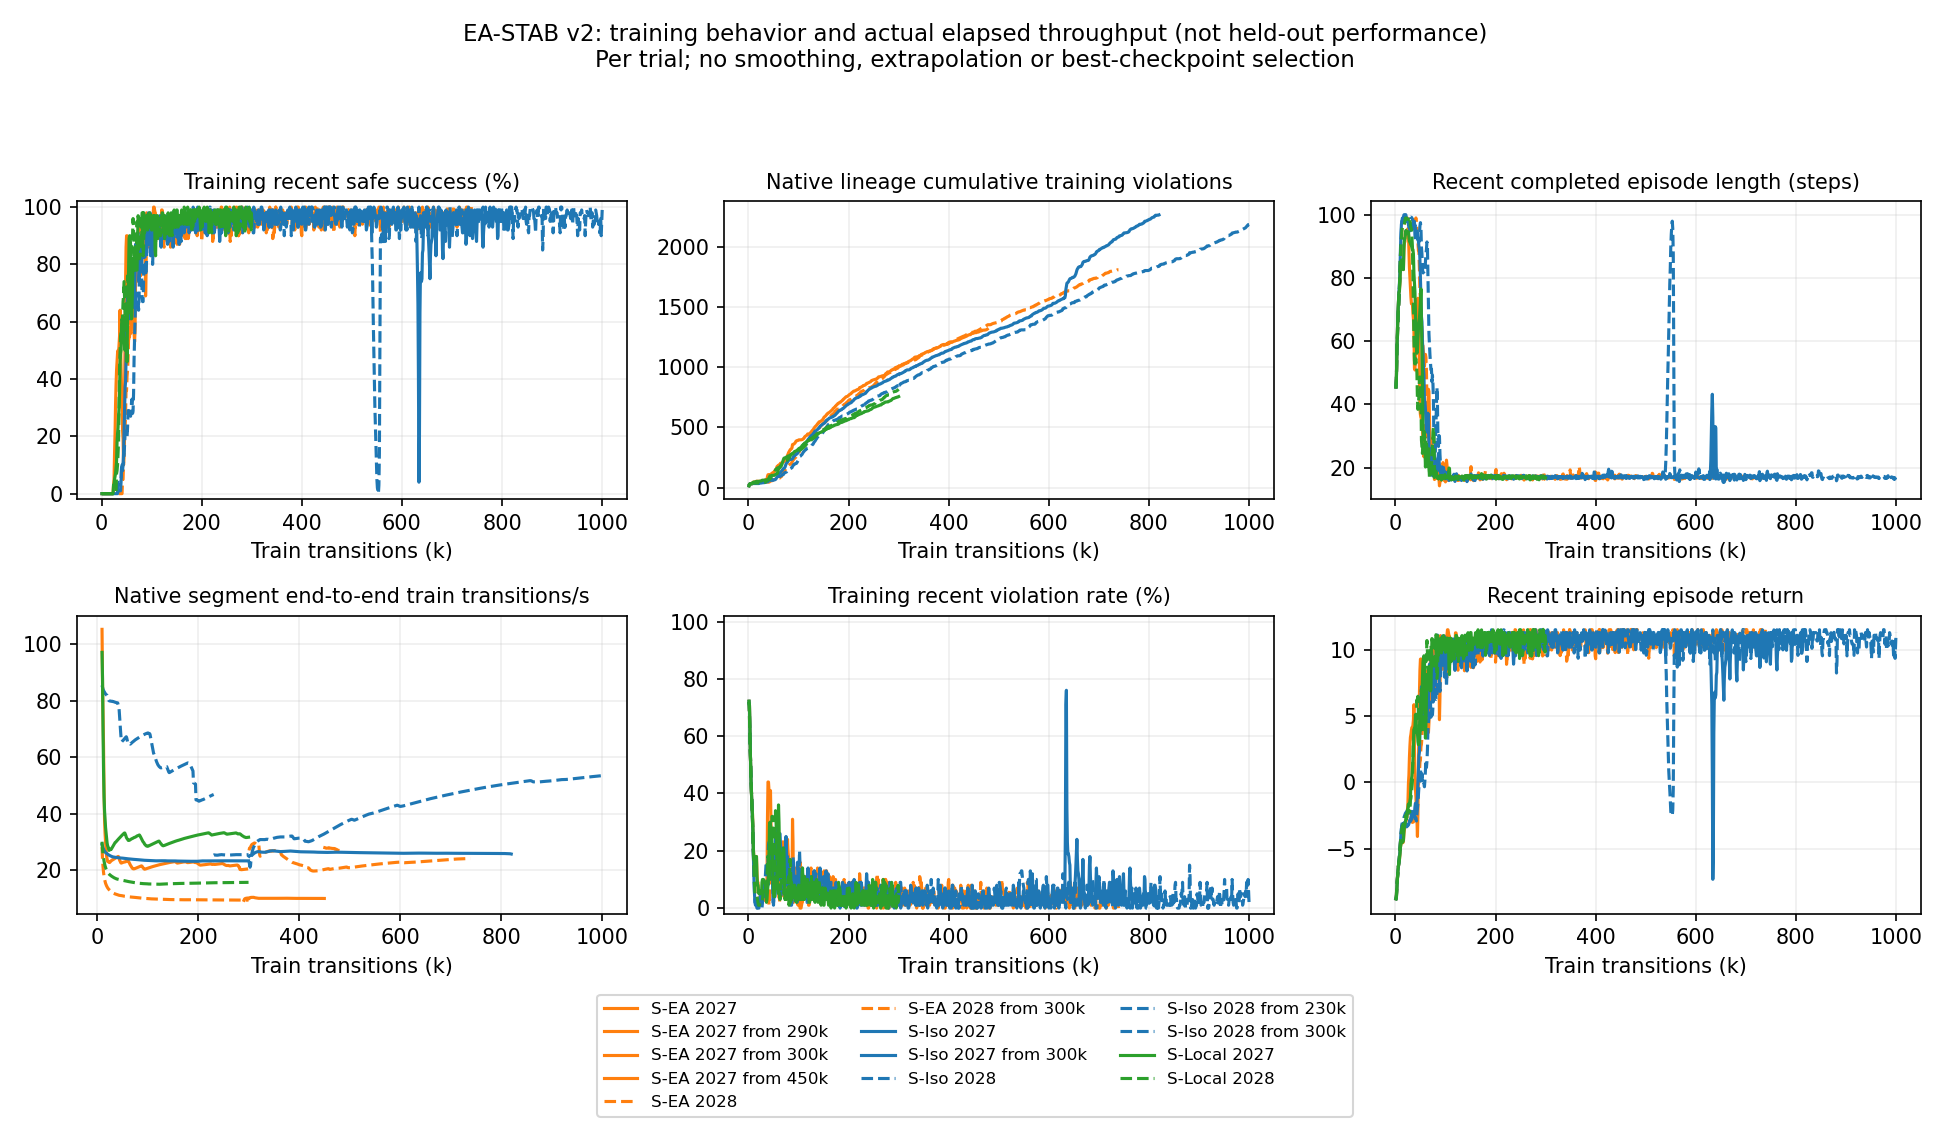 EA-STAB v2: training behavior and actual elapsed throughput (not held-out performance)
Per trial; no smoothing, extrapolation or best-checkpoint selection
Training recent safe success (%)
100
80
60
40
20
0
0 200 400 600 800 1000
Train transitions (k)
Native lineage cumulative training violations
2000
1500
1000
500
0
0 200 400 600 800 1000
Train transitions (k)
Recent completed episode length (steps)
100
80
60
40
20
0 200 400 600 800 1000
Train transitions (k)
Native segment end-to-end train transitions/s
100
80
60
40
20
0 200 400 600 800 1000
Train transitions (k)
Training recent violation rate (%)
100
80
60
40
20
0
0 200 400 600 800 1000
Train transitions (k)
Recent training episode return
10
5
0
−5
0 200 400 600 800 1000
Train transitions (k)
S-EA 2027
S-EA 2027 from 290k
S-EA 2027 from 300k
S-EA 2027 from 450k
S-EA 2028
S-EA 2028 from 300k
S-Iso 2027
S-Iso 2027 from 300k
S-Iso 2028
S-Iso 2028 from 230k
S-Iso 2028 from 300k
S-Local 2027
S-Local 2028